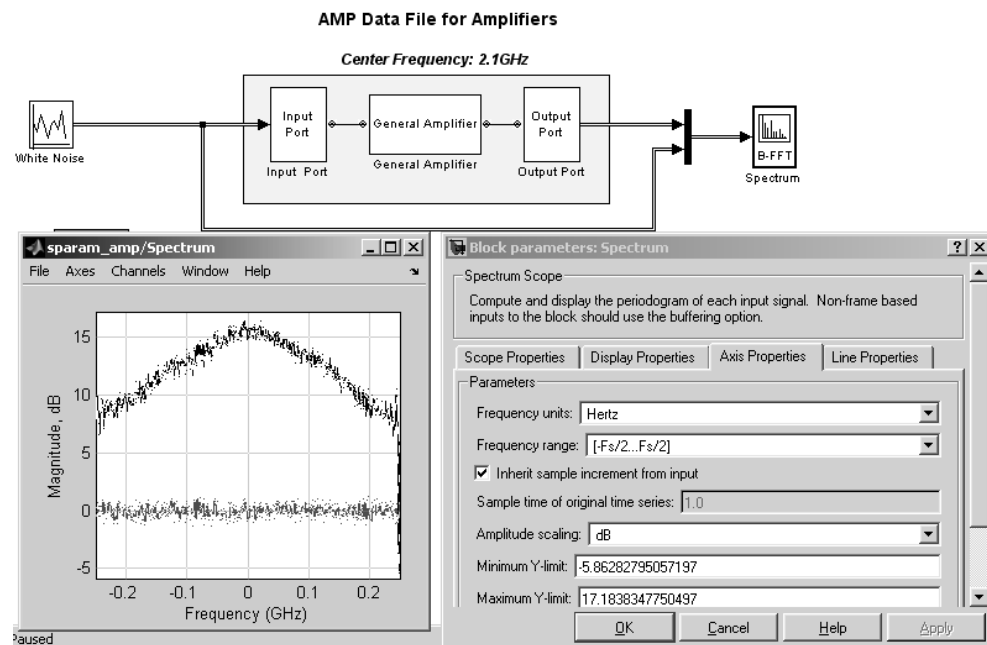 AMP Data File for Amplifiers
Center Frequency: 2.1GHz
White Noise
Input Port
Input Port
General Amplifier
General Amplifier
Output Port
Output Port
B-FFT
Spectrum
sparam_amp/Spectrum
File Axes Channels Window Help
15
10
5
0
-5
Magnitude, dB
-0.2 -0.1 0 0.1 0.2
Frequency (GHz)
Paused
Block parameters: Spectrum
Spectrum Scope
Compute and display the periodogram of each input signal. Non-frame based
inputs to the block should use the buffering option.
Scope Properties Display Properties Axis Properties Line Properties
Parameters
Frequency units: Hertz
Frequency range: [-Fs/2...Fs/2]
Inherit sample increment from input
Sample time of original time series: 1.0
Amplitude scaling: dB
Minimum Y-limit: -5.86282795057197
Maximum Y-limit: 17.1838347750497
OK Cancel Help Apply